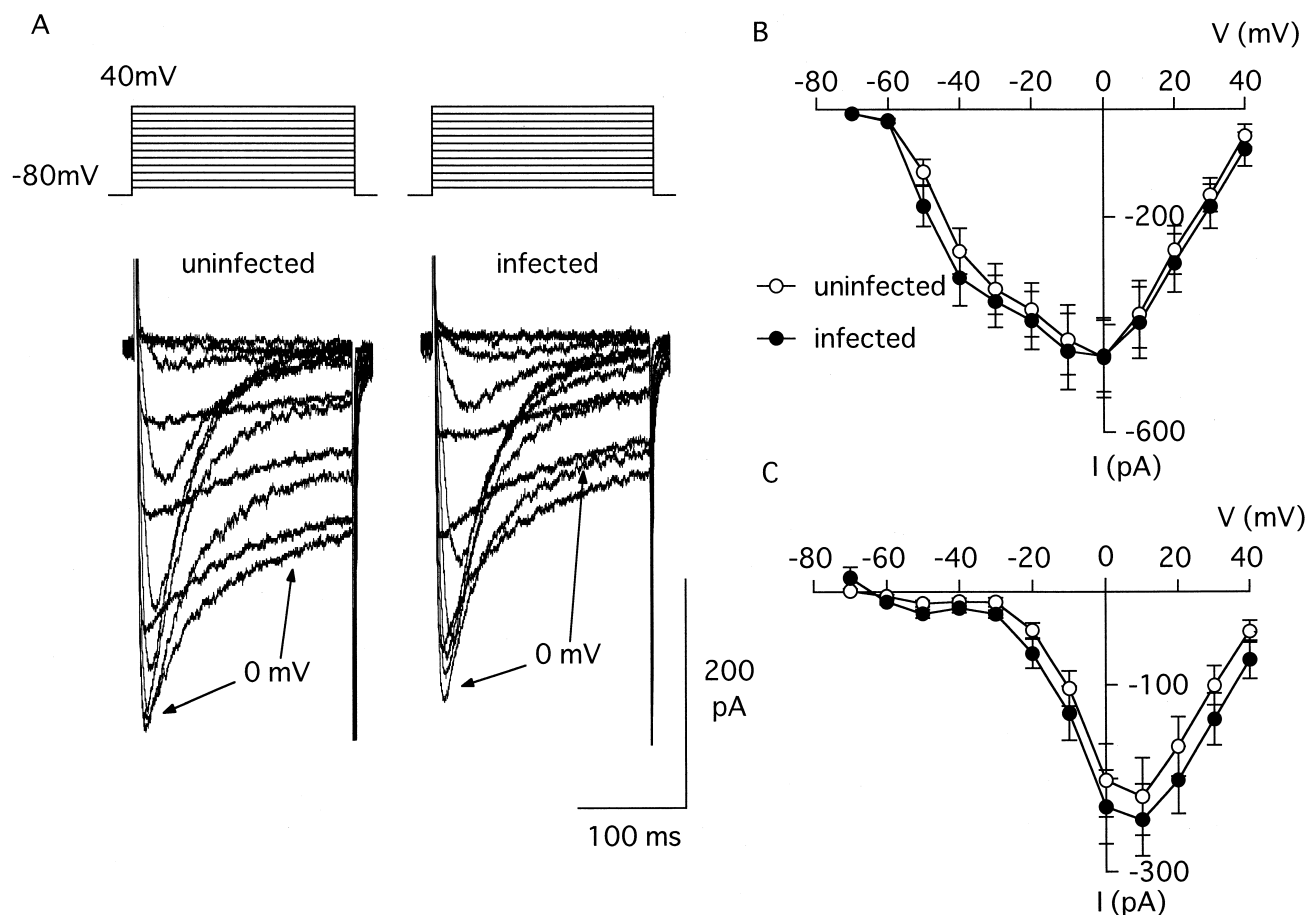 A
40mV
-80mV
uninfected
infected
0 mV
0 mV
200
pA
100 ms
B
V (mV)
-80 -60 -40 -20 0 20 40
-200
uninfected
infected
-600
I (pA)
C
V (mV)
-80 -60 -40 -20 0 20 40
-100
-300
I (pA)